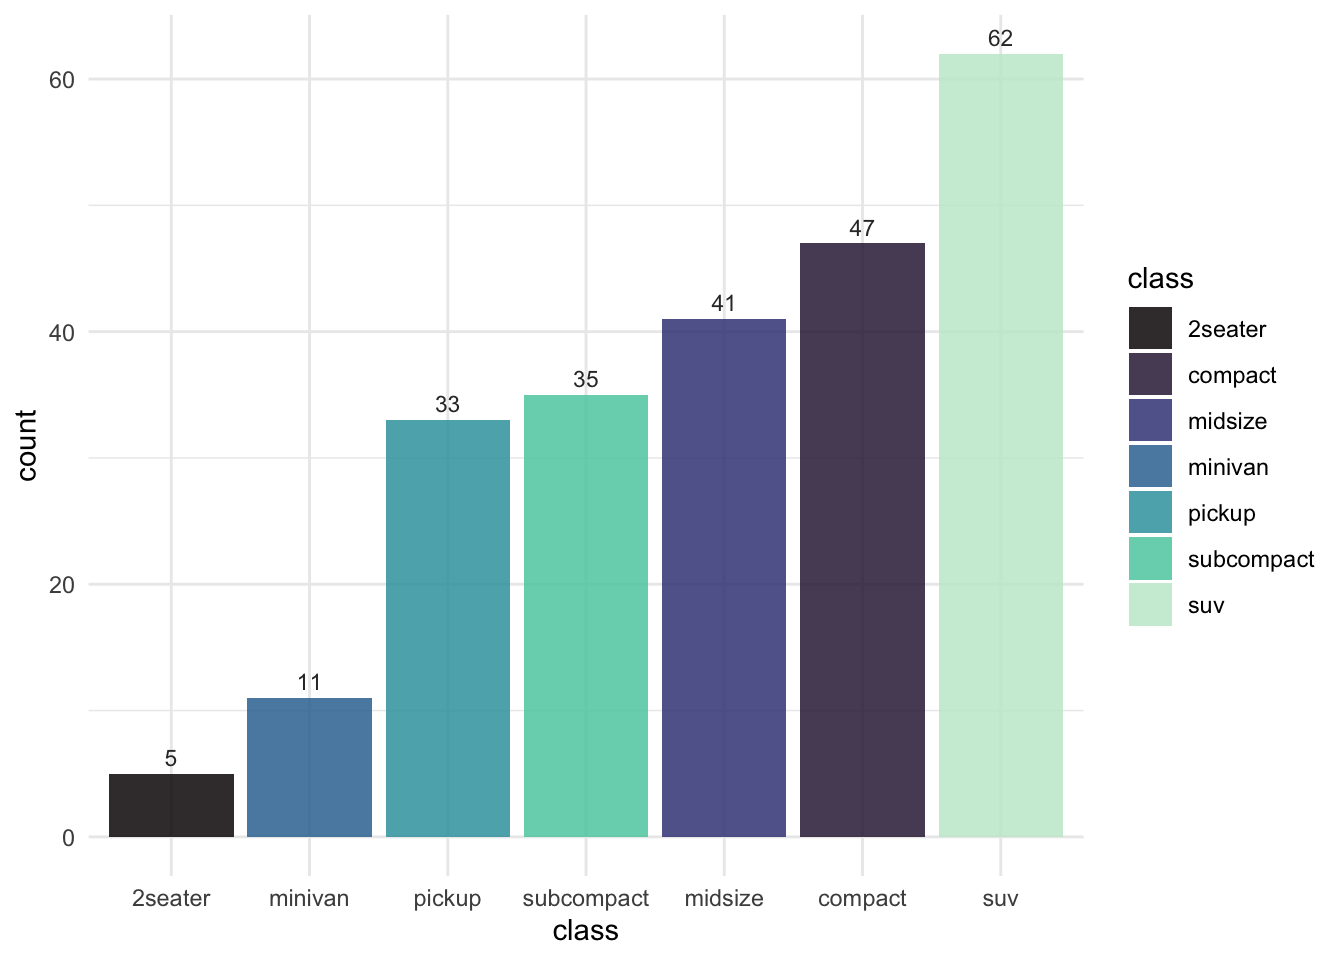 62
60
47
41
40
35
33
20
11
5
0
count
2seater minivan pickup subcompact midsize compact suv
class
class
2seater
compact
midsize
minivan
pickup
subcompact
suv